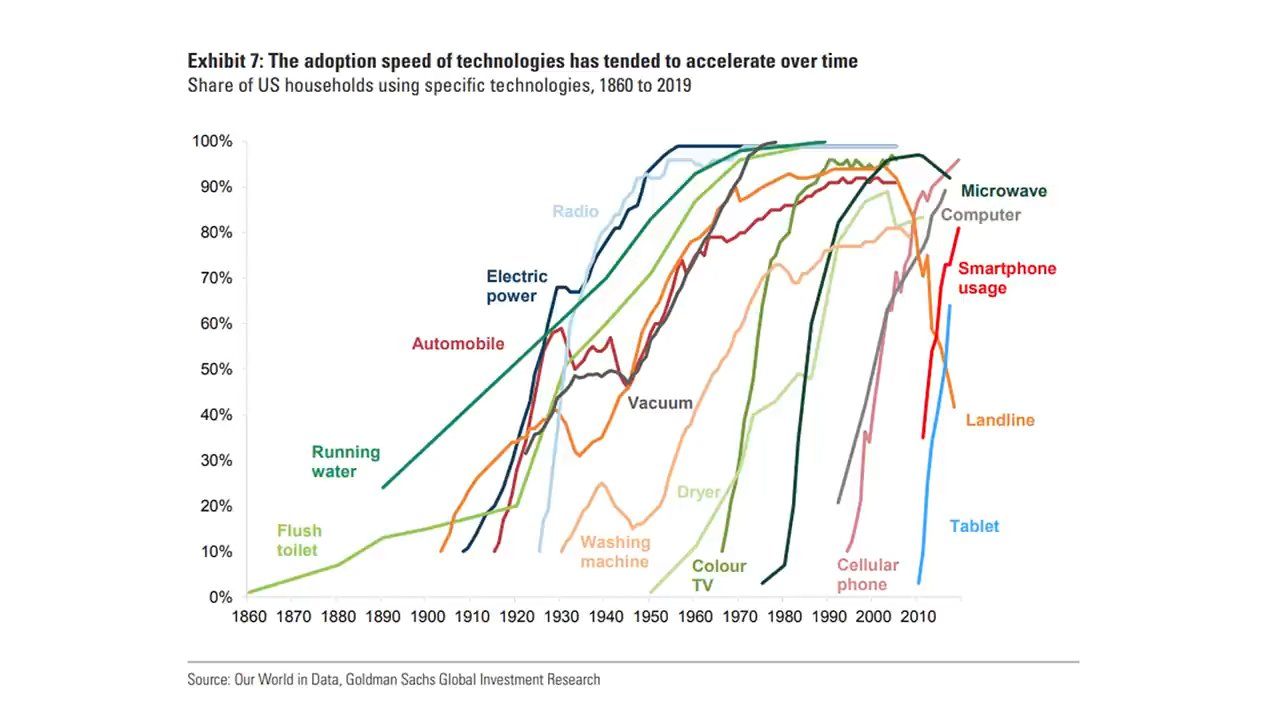 Exhibit 7: The adoption speed of technologies has tended to accelerate over time
Share of US households using specific technologies, 1860 to 2019
100%
90%
80%
70%
60%
50%
40%
30%
20%
10%
0%
Radio
Electric
power
Automobile
Vacuum
Running
water
Flush
toilet
Washing
machine
Dryer
Colour
TV
Cellular
phone
Microwave
Computer
Smartphone
usage
Landline
Tablet
1860 1870 1880 1890 1900 1910 1920 1930 1940 1950 1960 1970 1980 1990 2000 2010
Source: Our World in Data, Goldman Sachs Global Investment Research